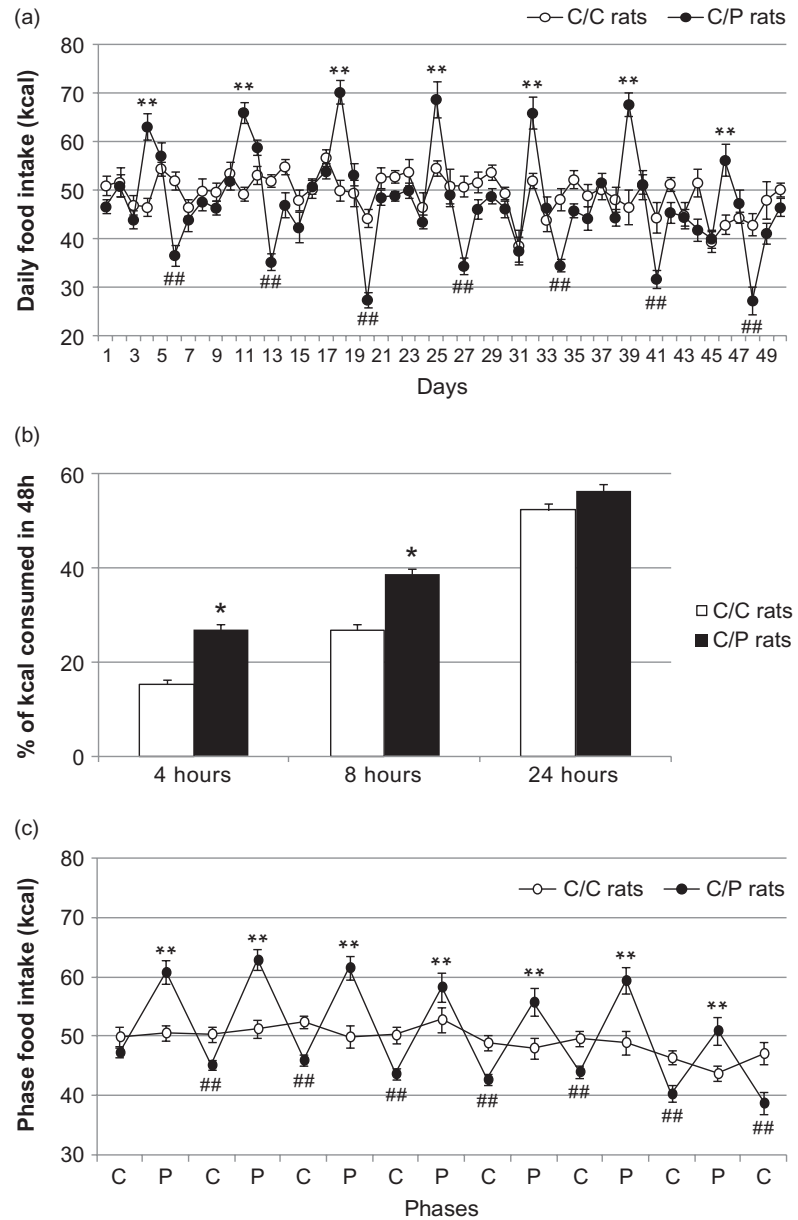 (a)
C/C rats C/P rats
Daily food intake (kcal)
80
70
60
50
40
30
20
** ** ** ** ** ** **
## ## ## ## ## ## ##
1 3 5 7 9 11 13 15 17 19 21 23 25 27 29 31 33 35 37 39 41 43 45 47 49
Days
(b)
% of kcal consumed in 48h
60
40
20
0
* *
4 hours 8 hours 24 hours
C/C rats
C/P rats
(c)
C/C rats C/P rats
Phase food intake (kcal)
80
70
60
50
40
30
** ** ** ** ** ** **
## ## ## ## ## ## ##
C P C P C P C P C P C P C P C
Phases